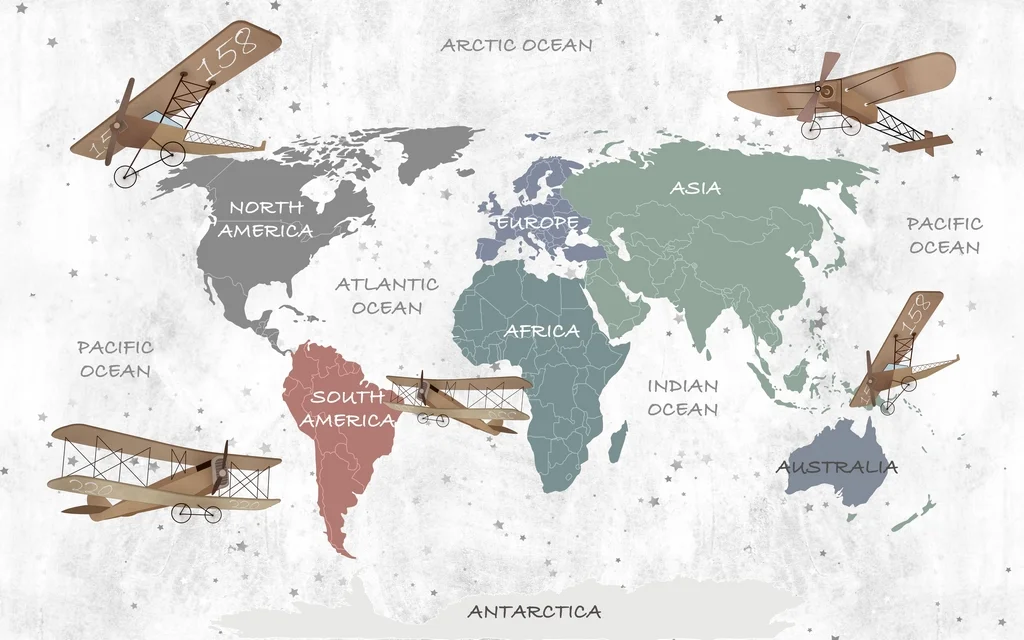 158
15
ARCTIC OCEAN
ASIA
NORTH
AMERICA
EUROPE
PACIFIC
OCEAN
ATLANTIC
OCEAN
158
AFRICA
PACIFIC
OCEAN
INDIAN
OCEAN
SOUTH
AMERICA
AUSTRALIA
220
ANTARCTICA